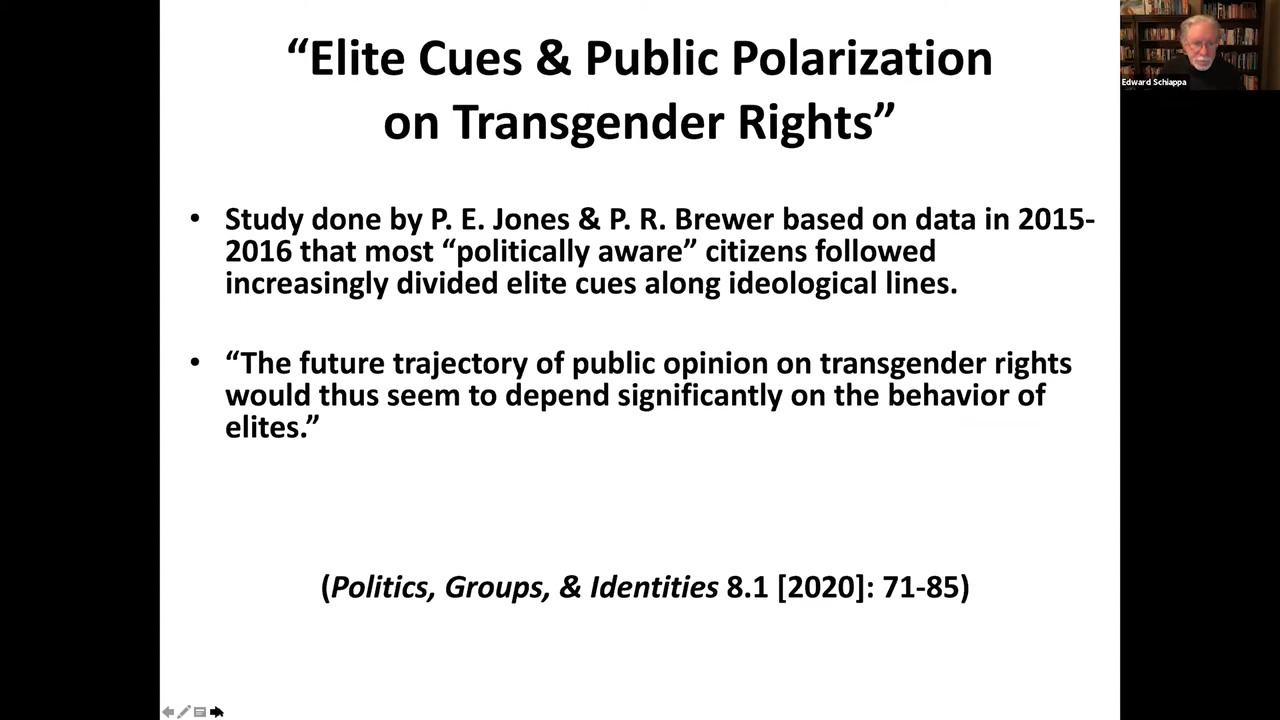 “Elite Cues & Public Polarization
on Transgender Rights”
Edward Schiappa
• Study done by P. E. Jones & P. R. Brewer based on data in 2015-
2016 that most “politically aware” citizens followed
increasingly divided elite cues along ideological lines.
• “The future trajectory of public opinion on transgender rights
would thus seem to depend significantly on the behavior of
elites.”
(Politics, Groups, & Identities 8.1 [2020]: 71-85)